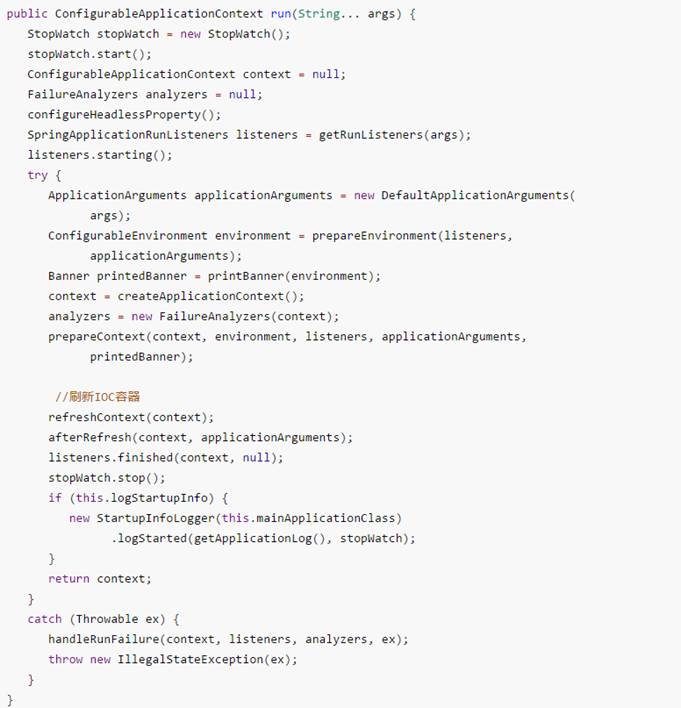 public ConfigurableApplicationContext run(String... args) {
   StopWatch stopWatch = new StopWatch();
   stopWatch.start();
   ConfigurableApplicationContext context = null;
   FailureAnalyzers analyzers = null;
   configureHeadlessProperty();
   SpringApplicationRunListeners listeners = getRunListeners(args);
   listeners.starting();
   try {
      ApplicationArguments applicationArguments = new DefaultApplicationArguments(
            args);
      ConfigurableEnvironment environment = prepareEnvironment(listeners,
            applicationArguments);
      Banner printedBanner = printBanner(environment);
      context = createApplicationContext();
      analyzers = new FailureAnalyzers(context);
      prepareContext(context, environment, listeners, applicationArguments,
            printedBanner);

       //刷新IOC容器
      refreshContext(context);
      afterRefresh(context, applicationArguments);
      listeners.finished(context, null);
      stopWatch.stop();
      if (this.logStartupInfo) {
         new StartupInfoLogger(this.mainApplicationClass)
               .logStarted(getApplicationLog(), stopWatch);
      }
      return context;
   }
   catch (Throwable ex) {
      handleRunFailure(context, listeners, analyzers, ex);
      throw new IllegalStateException(ex);
   }
}